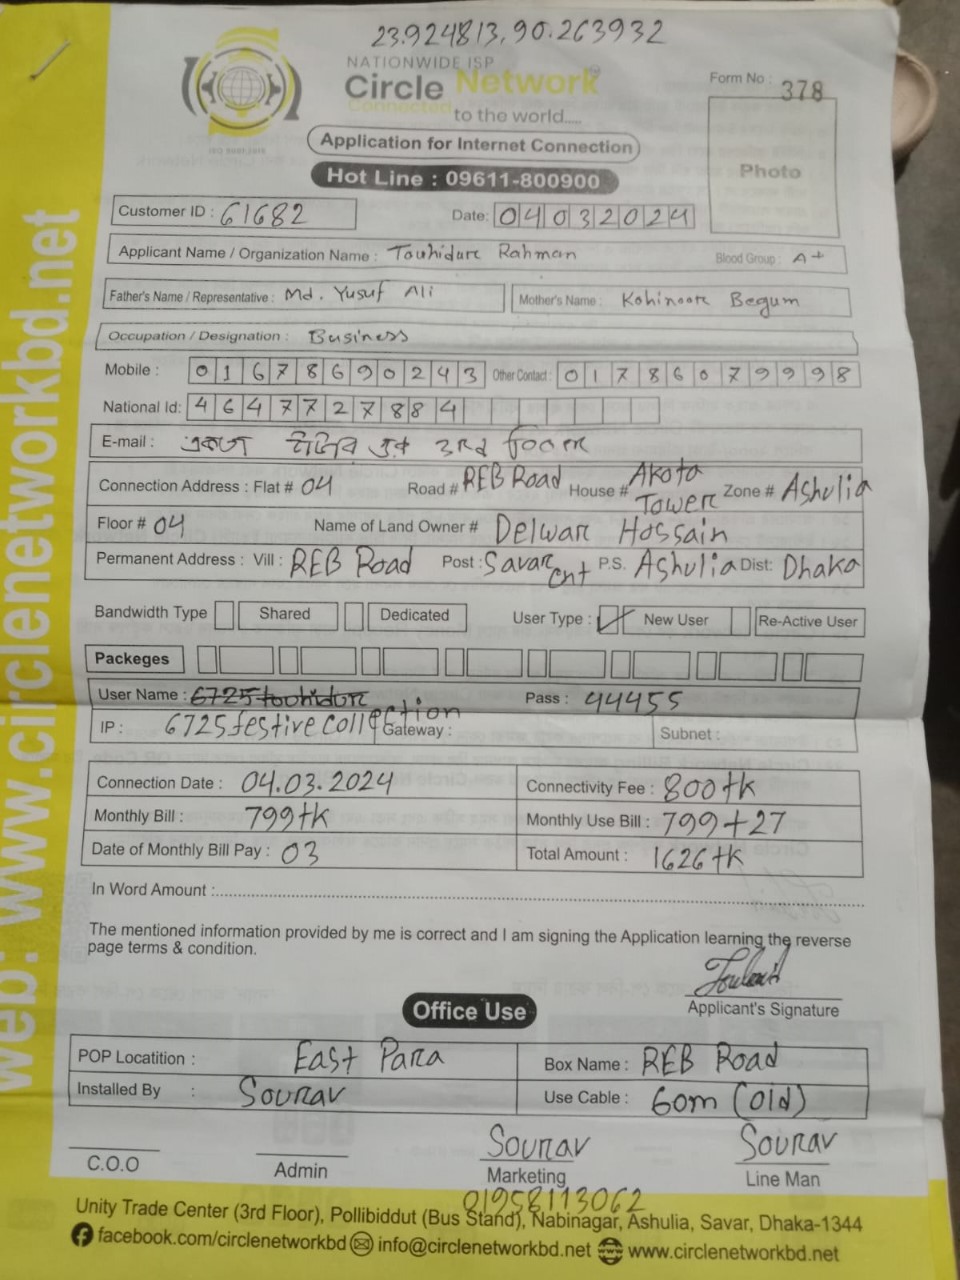 23.924813, 90.263932
NATIONWIDE ISP
Circle Network
Connected
to the world.....
Form No : 378
Application for Internet Connection
Hot Line : 09611-800900
Photo
Customer ID : 61682 Date: 04032024
Applicant Name / Organization Name : Touhidur Rahman Blood Group : A+
Father's Name / Representative : Md. Yusuf Ali Mother's Name : Kohinoor Begum
Occupation / Designation : Business
Mobile : 01678690243 Other Contact : 01786079998
National Id: 4647727884
E-mail : 3rd
Connection Address : Flat # 04 Road # REB Road House # Akota Tower Zone # Ashulia
Floor # 04 Name of Land Owner # Delwar Hossain
Permanent Address : Vill : REB Road Post : Savar cnt P.S. Ashulia Dist: Dhaka
Bandwidth Type Shared Dedicated User Type : New User Re-Active User
Packeges
User Name : 6725touhidur Pass : 44455
IP : 6725festivecollection Gateway : Subnet :
Connection Date : 04.03.2024 Connectivity Fee : 800tk
Monthly Bill : 799tk Monthly Use Bill : 799+27
Date of Monthly Bill Pay : 03 Total Amount : 1626tk
In Word Amount :
The mentioned information provided by me is correct and I am signing the Application learning the reverse
page terms & condition.
Applicant's Signature
Office Use
POP Locatition : East Para Box Name : REB Road
Installed By : Sourav Use Cable : 60m (old)
Sourav Sourav
C.O.O Admin Marketing Line Man
01958113062
Unity Trade Center (3rd Floor), Pollibiddut (Bus Stand), Nabinagar, Ashulia, Savar, Dhaka-1344
facebook.com/circlenetworkbd info@circlenetworkbd.net www.circlenetworkbd.net
web: www.circlenetworkbd.net